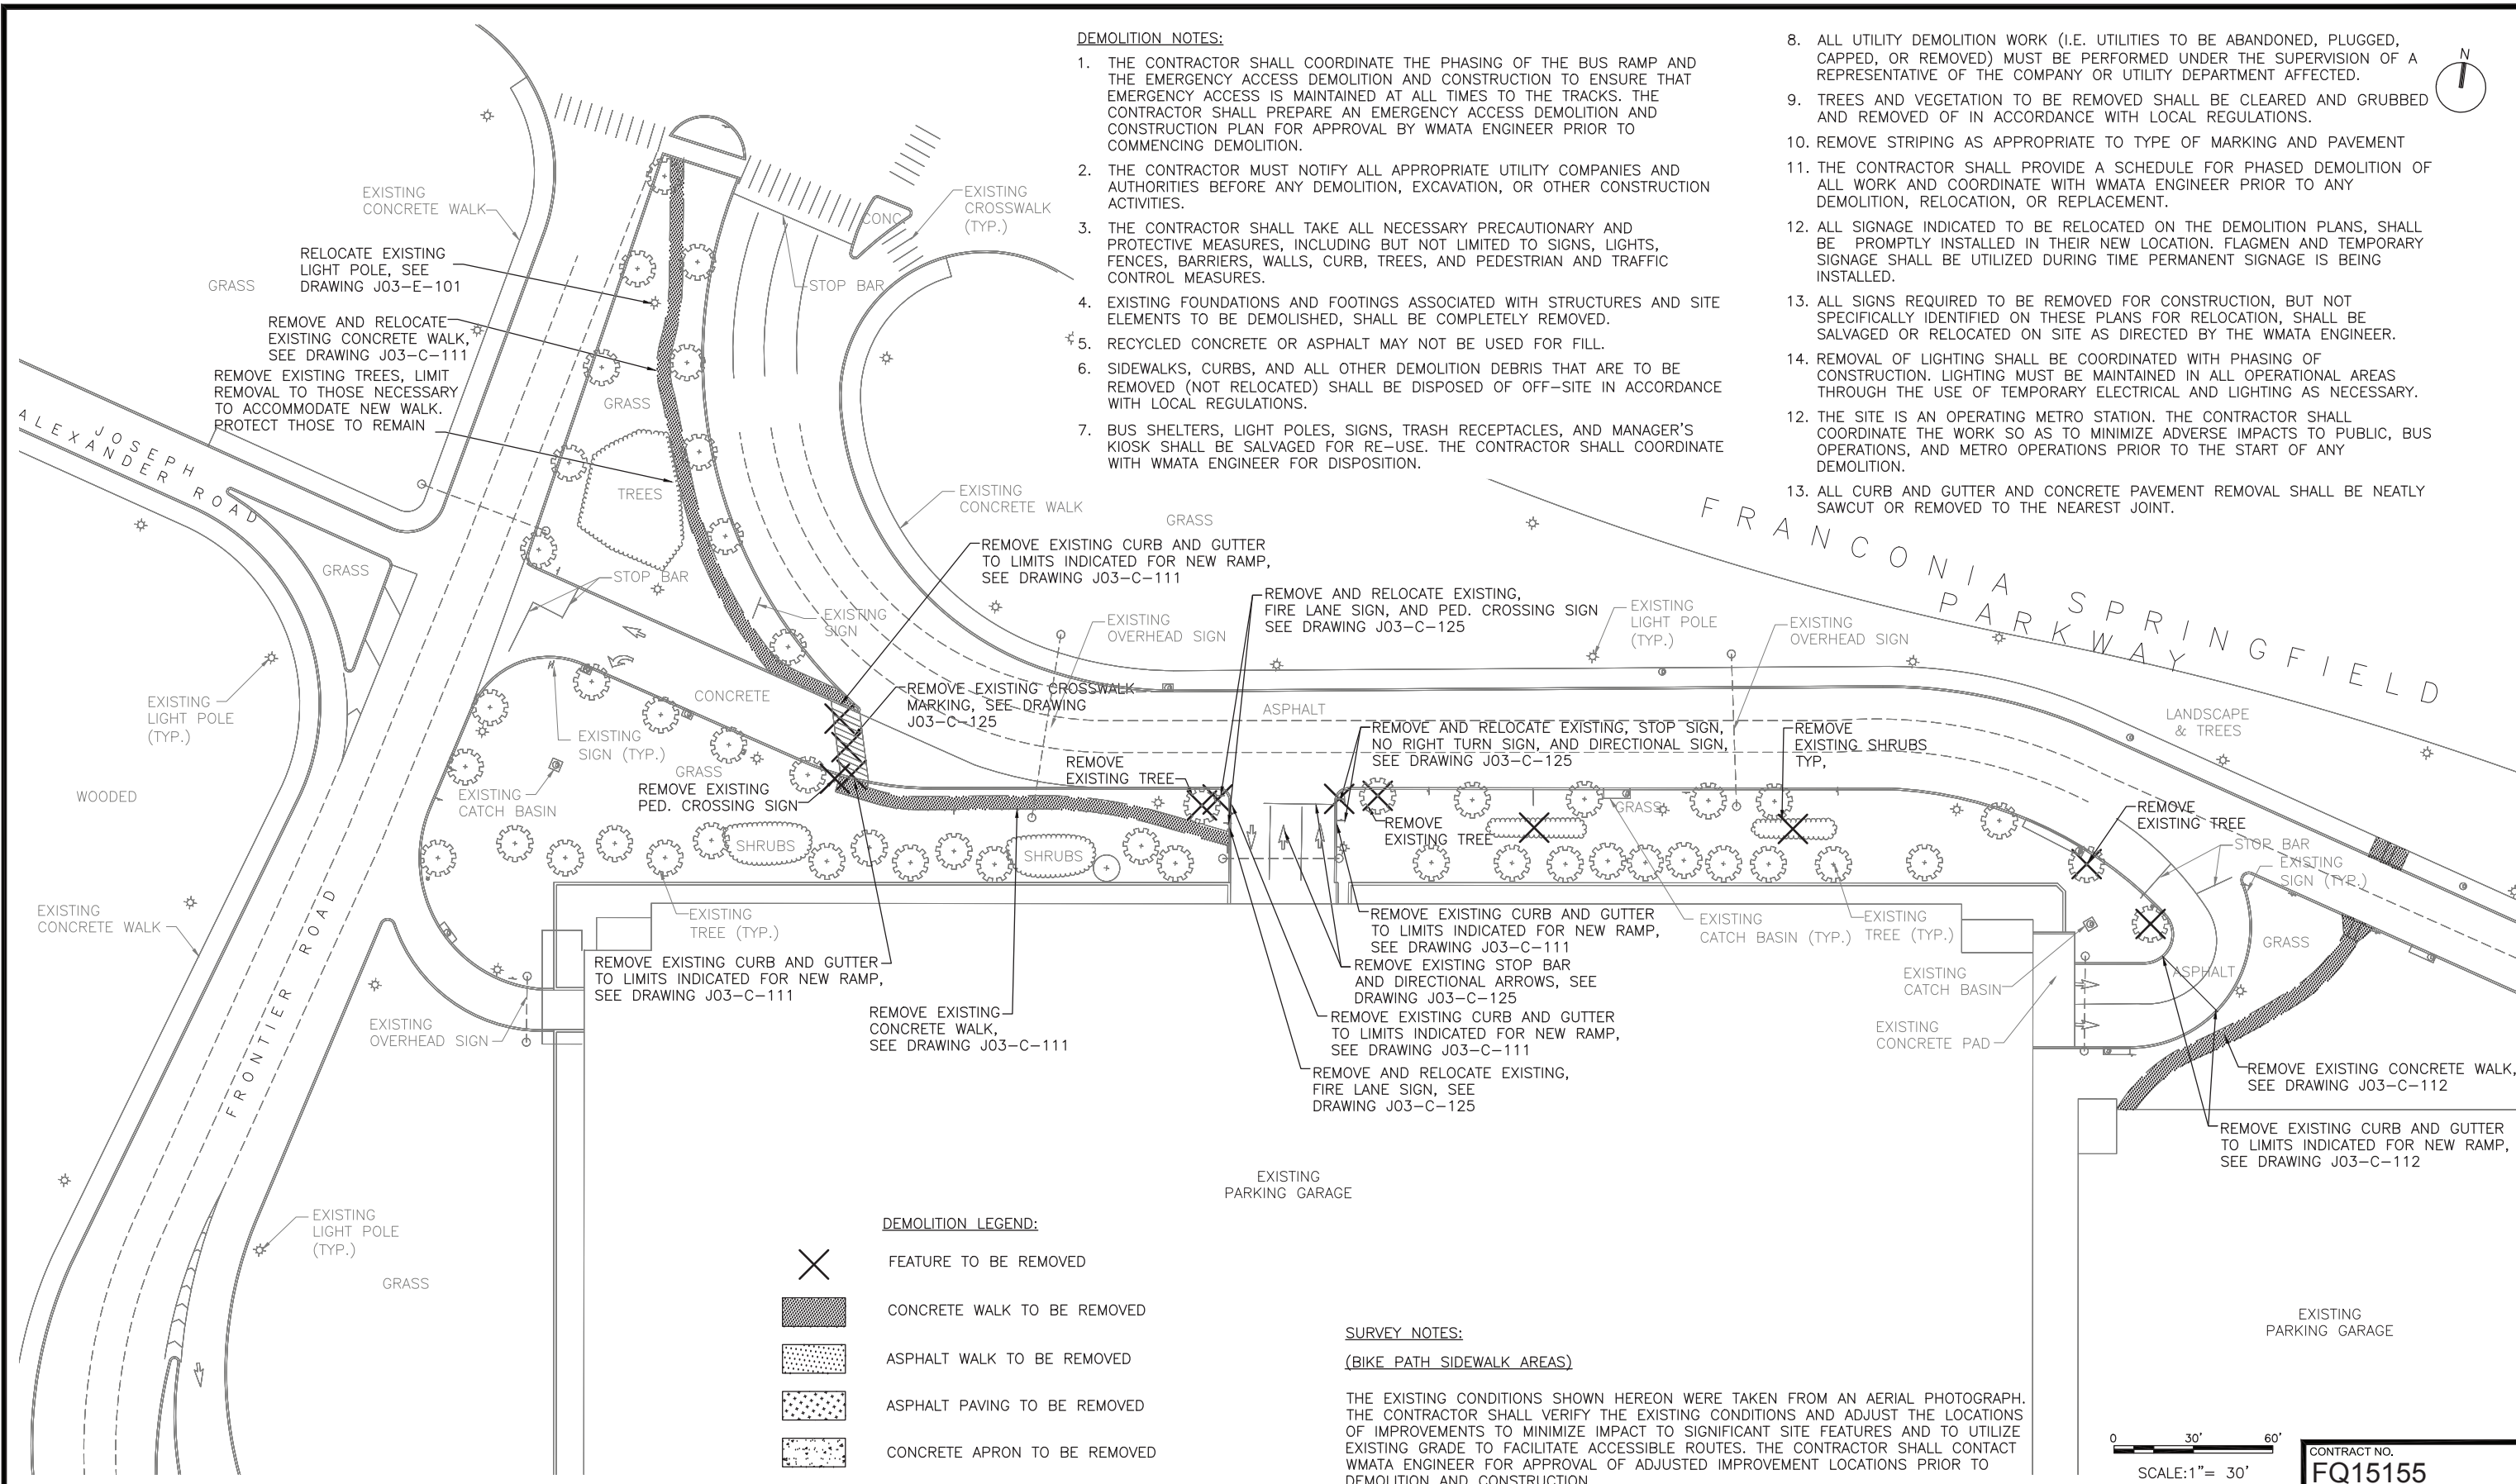 DEMOLITION NOTES:
1. THE CONTRACTOR SHALL COORDINATE THE PHASING OF THE BUS RAMP AND
THE EMERGENCY ACCESS DEMOLITION AND CONSTRUCTION TO ENSURE THAT
EMERGENCY ACCESS IS MAINTAINED AT ALL TIMES TO THE TRACKS. THE
CONTRACTOR SHALL PREPARE AN EMERGENCY ACCESS DEMOLITION AND
CONSTRUCTION PLAN FOR APPROVAL BY WMATA ENGINEER PRIOR TO
COMMENCING DEMOLITION.
2. THE CONTRACTOR MUST NOTIFY ALL APPROPRIATE UTILITY COMPANIES AND
AUTHORITIES BEFORE ANY DEMOLITION, EXCAVATION, OR OTHER CONSTRUCTION
ACTIVITIES.
3. THE CONTRACTOR SHALL TAKE ALL NECESSARY PRECAUTIONARY AND
PROTECTIVE MEASURES, INCLUDING BUT NOT LIMITED TO SIGNS, LIGHTS,
FENCES, BARRIERS, WALLS, CURB, TREES, AND PEDESTRIAN AND TRAFFIC
CONTROL MEASURES.
4. EXISTING FOUNDATIONS AND FOOTINGS ASSOCIATED WITH STRUCTURES AND SITE
ELEMENTS TO BE DEMOLISHED, SHALL BE COMPLETELY REMOVED.
5. RECYCLED CONCRETE OR ASPHALT MAY NOT BE USED FOR FILL.
6. SIDEWALKS, CURBS, AND ALL OTHER DEMOLITION DEBRIS THAT ARE TO BE
REMOVED (NOT RELOCATED) SHALL BE DISPOSED OF OFF-SITE IN ACCORDANCE
WITH LOCAL REGULATIONS.
7. BUS SHELTERS, LIGHT POLES, SIGNS, TRASH RECEPTACLES, AND MANAGER'S
KIOSK SHALL BE SALVAGED FOR RE-USE. THE CONTRACTOR SHALL COORDINATE
WITH WMATA ENGINEER FOR DISPOSITION.
8. ALL UTILITY DEMOLITION WORK (I.E. UTILITIES TO BE ABANDONED, PLUGGED,
CAPPED, OR REMOVED) MUST BE PERFORMED UNDER THE SUPERVISION OF A
REPRESENTATIVE OF THE COMPANY OR UTILITY DEPARTMENT AFFECTED.
9. TREES AND VEGETATION TO BE REMOVED SHALL BE CLEARED AND GRUBBED
AND REMOVED OF IN ACCORDANCE WITH LOCAL REGULATIONS.
10. REMOVE STRIPING AS APPROPRIATE TO TYPE OF MARKING AND PAVEMENT
11. THE CONTRACTOR SHALL PROVIDE A SCHEDULE FOR PHASED DEMOLITION OF
ALL WORK AND COORDINATE WITH WMATA ENGINEER PRIOR TO ANY
DEMOLITION, RELOCATION, OR REPLACEMENT.
12. ALL SIGNAGE INDICATED TO BE RELOCATED ON THE DEMOLITION PLANS, SHALL
BE PROMPTLY INSTALLED IN THEIR NEW LOCATION. FLAGMEN AND TEMPORARY
SIGNAGE SHALL BE UTILIZED DURING TIME PERMANENT SIGNAGE IS BEING
INSTALLED.
13. ALL SIGNS REQUIRED TO BE REMOVED FOR CONSTRUCTION, BUT NOT
SPECIFICALLY IDENTIFIED ON THESE PLANS FOR RELOCATION, SHALL BE
SALVAGED OR RELOCATED ON SITE AS DIRECTED BY THE WMATA ENGINEER.
14. REMOVAL OF LIGHTING SHALL BE COORDINATED WITH PHASING OF
CONSTRUCTION. LIGHTING MUST BE MAINTAINED IN ALL OPERATIONAL AREAS
THROUGH THE USE OF TEMPORARY ELECTRICAL AND LIGHTING AS NECESSARY.
12. THE SITE IS AN OPERATING METRO STATION. THE CONTRACTOR SHALL
COORDINATE THE WORK SO AS TO MINIMIZE ADVERSE IMPACTS TO PUBLIC, BUS
OPERATIONS, AND METRO OPERATIONS PRIOR TO THE START OF ANY
DEMOLITION.
13. ALL CURB AND GUTTER AND CONCRETE PAVEMENT REMOVAL SHALL BE NEATLY
SAWCUT OR REMOVED TO THE NEAREST JOINT.
N
EXISTING
CONCRETE WALK
RELOCATE EXISTING
LIGHT POLE, SEE
DRAWING J03-E-101
GRASS
REMOVE AND RELOCATE
EXISTING CONCRETE WALK,
SEE DRAWING J03-C-111
REMOVE EXISTING TREES, LIMIT
REMOVAL TO THOSE NECESSARY
TO ACCOMMODATE NEW WALK.
PROTECT THOSE TO REMAIN
CONC.
EXISTING
CROSSWALK
(TYP.)
STOP BAR
GRASS
TREES
JOSEPH
ALEXANDER ROAD
GRASS
STOP BAR
EXISTING
SIGN
EXISTING
CONCRETE WALK
GRASS
REMOVE EXISTING CURB AND GUTTER
TO LIMITS INDICATED FOR NEW RAMP,
SEE DRAWING J03-C-111
FRANCONIA SPRINGFIELD
PARKWAY
REMOVE AND RELOCATE EXISTING,
FIRE LANE SIGN, AND PED. CROSSING SIGN
SEE DRAWING J03-C-125
EXISTING
OVERHEAD SIGN
EXISTING
LIGHT POLE
(TYP.)
EXISTING
OVERHEAD SIGN
EXISTING
LIGHT POLE
(TYP.)
CONCRETE
REMOVE EXISTING CROSSWALK
MARKING, SEE DRAWING
J03-C-125
ASPHALT
LANDSCAPE
& TREES
EXISTING
SIGN (TYP.)
GRASS
REMOVE AND RELOCATE EXISTING, STOP SIGN,
NO RIGHT TURN SIGN, AND DIRECTIONAL SIGN,
SEE DRAWING J03-C-125
REMOVE
EXISTING SHRUBS
TYP,
REMOVE
EXISTING TREE
WOODED
EXISTING
CATCH BASIN
REMOVE EXISTING
PED. CROSSING SIGN
GRASS
REMOVE
EXISTING TREE
REMOVE
EXISTING TREE
SHRUBS
SHRUBS
STOP BAR
EXISTING
SIGN (TYP.)
EXISTING
CONCRETE WALK
FRONTIER ROAD
EXISTING
TREE (TYP.)
REMOVE EXISTING CURB AND GUTTER
TO LIMITS INDICATED FOR NEW RAMP,
SEE DRAWING J03-C-111
EXISTING
CATCH BASIN (TYP.)
EXISTING
TREE (TYP.)
GRASS
REMOVE EXISTING CURB AND GUTTER
TO LIMITS INDICATED FOR NEW RAMP,
SEE DRAWING J03-C-111
REMOVE EXISTING STOP BAR
AND DIRECTIONAL ARROWS, SEE
DRAWING J03-C-125
EXISTING
CATCH BASIN
ASPHALT
EXISTING
OVERHEAD SIGN
REMOVE EXISTING
CONCRETE WALK,
SEE DRAWING J03-C-111
REMOVE EXISTING CURB AND GUTTER
TO LIMITS INDICATED FOR NEW RAMP,
SEE DRAWING J03-C-111
EXISTING
CONCRETE PAD
REMOVE AND RELOCATE EXISTING,
FIRE LANE SIGN, SEE
DRAWING J03-C-125
REMOVE EXISTING CONCRETE WALK,
SEE DRAWING J03-C-112
REMOVE EXISTING CURB AND GUTTER
TO LIMITS INDICATED FOR NEW RAMP,
SEE DRAWING J03-C-112
EXISTING
PARKING GARAGE
EXISTING
LIGHT POLE
(TYP.)
GRASS
DEMOLITION LEGEND:
FEATURE TO BE REMOVED
CONCRETE WALK TO BE REMOVED
ASPHALT WALK TO BE REMOVED
ASPHALT PAVING TO BE REMOVED
CONCRETE APRON TO BE REMOVED
EXISTING
PARKING GARAGE
SURVEY NOTES:
(BIKE PATH SIDEWALK AREAS)
THE EXISTING CONDITIONS SHOWN HEREON WERE TAKEN FROM AN AERIAL PHOTOGRAPH.
THE CONTRACTOR SHALL VERIFY THE EXISTING CONDITIONS AND ADJUST THE LOCATIONS
OF IMPROVEMENTS TO MINIMIZE IMPACT TO SIGNIFICANT SITE FEATURES AND TO UTILIZE
EXISTING GRADE TO FACILITATE ACCESSIBLE ROUTES. THE CONTRACTOR SHALL CONTACT
WMATA ENGINEER FOR APPROVAL OF ADJUSTED IMPROVEMENT LOCATIONS PRIOR TO
DEMOLITION AND CONSTRUCTION
0 30' 60'
SCALE:1"= 30'
CONTRACT NO.
FQ15155